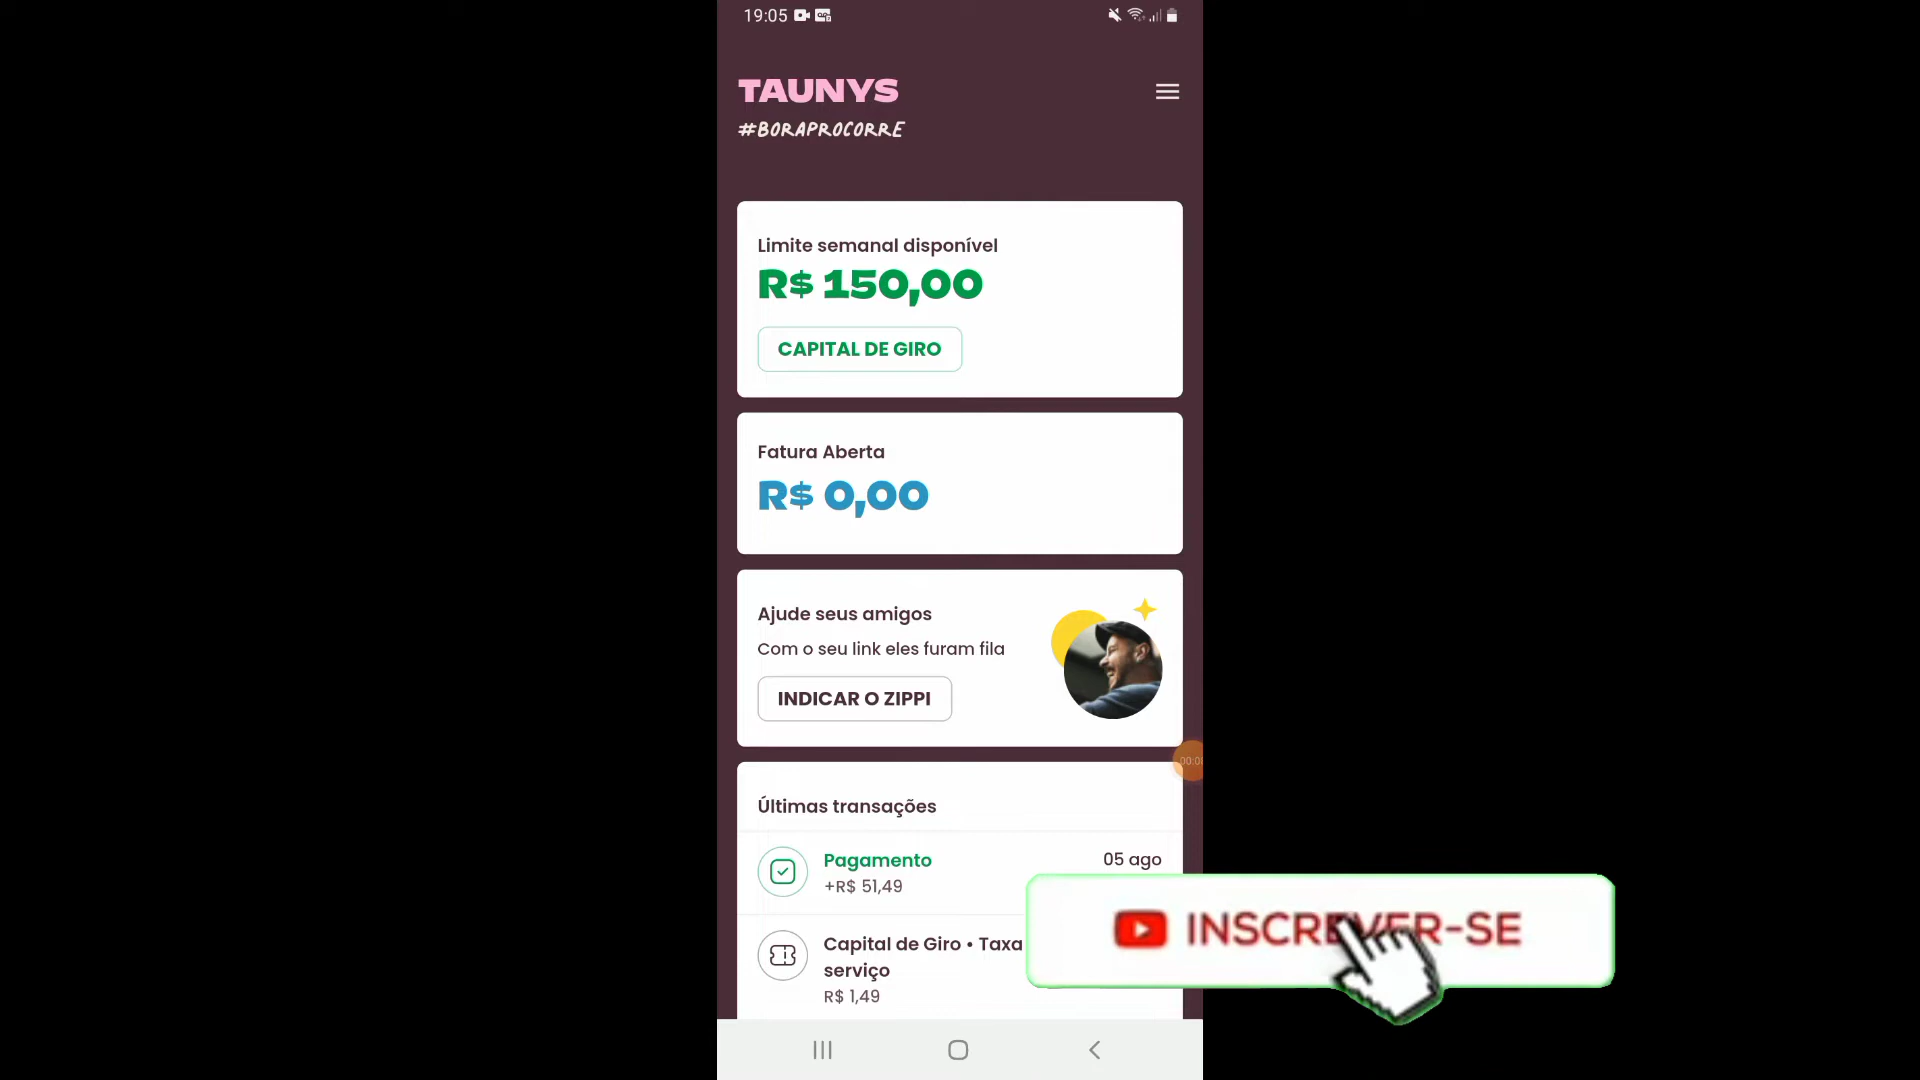 19:05
TAUNYS
#BORAPROCORRE
Limite semanal disponível
R$ 150,00
CAPITAL DE GIRO
Fatura Aberta
R$ 0,00
Ajude seus amigos
Com o seu link eles furam fila
INDICAR O ZIPPI
Últimas transações
Pagamento
05 ago
+R$ 51,49
Capital de Giro • Taxa
serviço
R$ 1,49
INSCREVER-SE